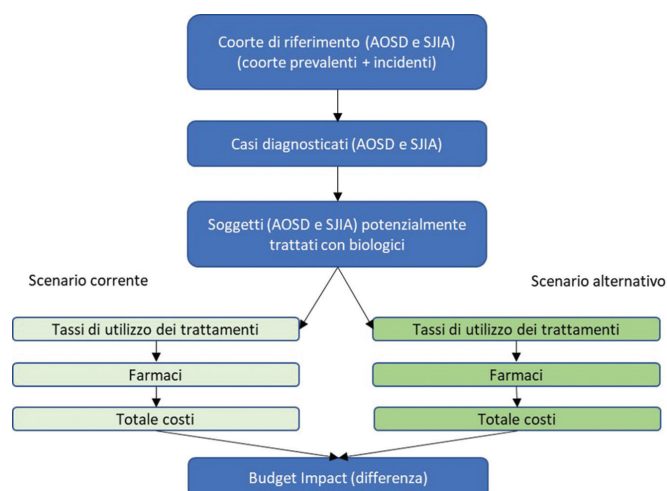 Coorte di riferimento (AOSD e SJIA)
(coorte prevalenti + incidenti)
Casi diagnosticati (AOSD e SJIA)
Soggetti (AOSD e SJIA) potenzialmente
trattati con biologici
Scenario corrente
Scenario alternativo
Tassi di utilizzo dei trattamenti
Tassi di utilizzo dei trattamenti
Farmaci
Farmaci
Totale costi
Totale costi
Budget Impact (differenza)